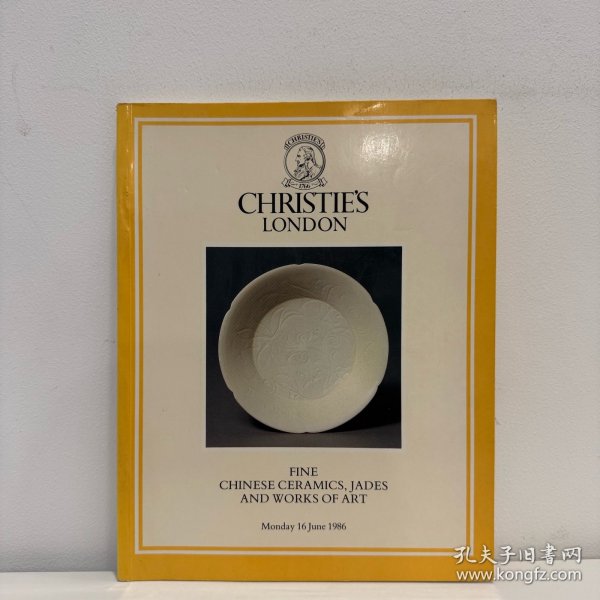 CHRISTIE'S
1766
CHRISTIE'S
LONDON
FINE
CHINESE CERAMICS, JADES
AND WORKS OF ART
Monday 16 June 1986
孔夫子旧书网
www.kongfz.com